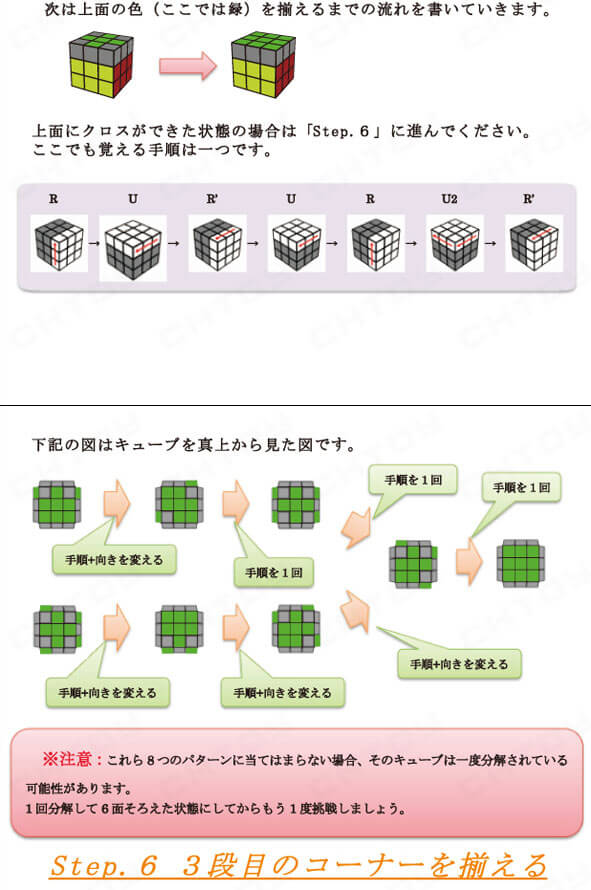 次は上面の色（ここでは緑）を揃えるまでの流れを書いていきます。
上面にクロスができた状態の場合は「Step.６」に進んでください。
ここでも覚える手順は一つです。
R U R’ U R U2 R’
下記の図はキューブを真上から見た図です。
手順を１回
手順を１回
手順+向きを変える
手順を１回
手順+向きを変える
手順+向きを変える
手順+向きを変える
※注意：これら８つのパターンに当てはまらない場合、そのキューブは一度分解されている
可能性があります。
１回分解して６面そろえた状態にしてからもう１度挑戦しましょう。
Step.６ ３段目のコーナーを揃える
CHTOY